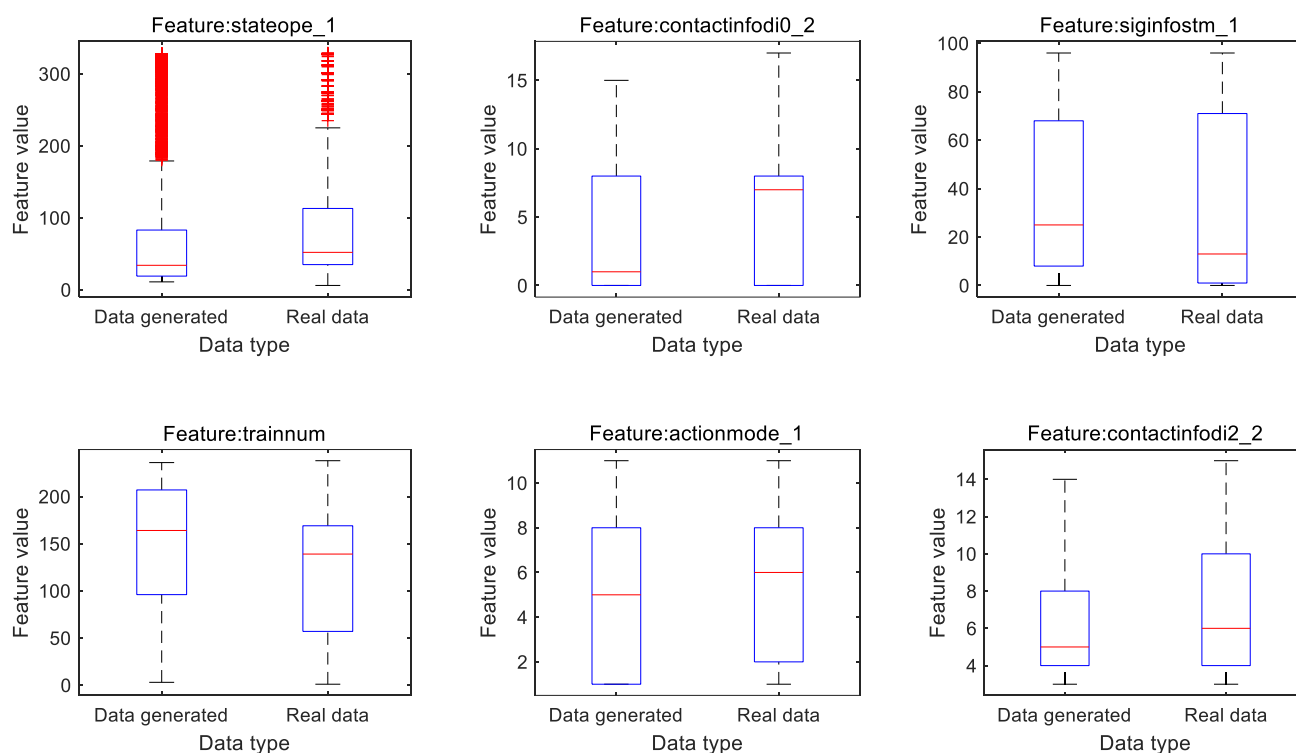 Feature:stateope_1
Feature value
300
200
100
0
Data generated
Real data
Data type
Feature:contactinfodi0_2
Feature value
15
10
5
0
Data generated
Real data
Data type
Feature:siginfostm_1
Feature value
100
80
60
40
20
0
Data generated
Real data
Data type
Feature:trainnum
Feature value
200
150
100
50
0
Data generated
Real data
Data type
Feature:actionmode_1
Feature value
10
8
6
4
2
Data generated
Real data
Data type
Feature:contactinfodi2_2
Feature value
14
12
10
8
6
4
Data generated
Real data
Data type